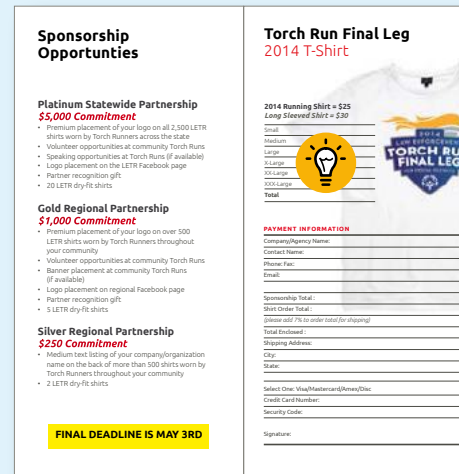 Sponsorship
Opportunties
Platinum Statewide Partnership
$5,000 Commitment
• Premium placement of your logo on all 2,500 LETR
shirts worn by Torch Runners across the state
• Volunteer opportunities at community Torch Runs
• Speaking opportunities at Torch Runs (if available)
• Logo placement on the LETR Facebook page
• Partner recognition gift
• 20 LETR dry-fit shirts
Gold Regional Partnership
$1,000 Commitment
• Premium placement of your logo on over 500
LETR shirts worn by Torch Runners throughout
your community
• Volunteer opportunities at community Torch Runs
• Banner placement at community Torch Runs
(if available)
• Logo placement on regional Facebook page
• Partner recognition gift
• 5 LETR dry-fit shirts
Silver Regional Partnership
$250 Commitment
• Medium text listing of your company/organization
name on the back of more than 500 shirts worn by
Torch Runners throughout your community
• 2 LETR dry-fit shirts
FINAL DEADLINE IS MAY 3RD
Torch Run Final Leg
2014 T-Shirt
2014 Running Shirt = $25
Long Sleeved Shirt = $30
Small
Medium
Large
X-Large
XX-Large
XXX-Large
Total
2014
LAW ENFORCEMENT
TORCH RU
FINAL LEG
PAYMENT INFORMATION
Company/Agency Name:
Contact Name:
Phone: Fax:
Email:
Sponsorship Total :
Shirt Order Total :
(please add 7% to order total for shipping)
Total Enclosed :
Shipping Address:
City:
State:
Select One: Visa/Mastercard/Amex/Disc
Credit Card Number:
Security Code:
Signature: